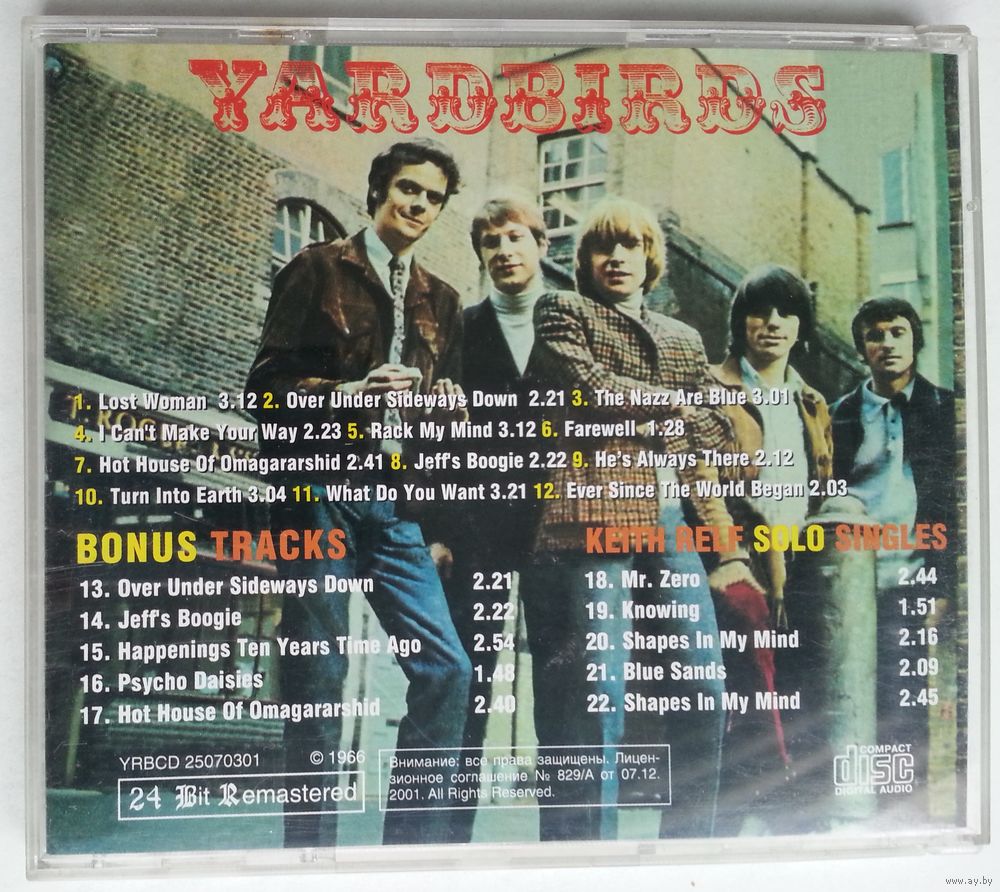 YARDBIRDS
1. Lost Woman 3.12 2. Over Under Sideways Down 2.21 3. The Nazz Are Blue 3.01
4. I Can't Make Your Way 2.23 5. Rack My Mind 3.12 6. Farewell 1.28
7. Hot House Of Omagararshid 2.41 8. Jeff's Boogie 2.22 9. He's Always There 2.12
10. Turn Into Earth 3.04 11. What Do You Want 3.21 12. Ever Since The World Began 2.03
BONUS TRACKS
13. Over Under Sideways Down 2.21
14. Jeff's Boogie 2.22
15. Happenings Ten Years Time Ago 2.54
16. Psycho Daisies 1.48
17. Hot House Of Omagararshid 2.40
KEITH RELF SOLO SINGLES
18. Mr. Zero 2.44
19. Knowing 1.51
20. Shapes In My Mind 2.16
21. Blue Sands 2.09
22. Shapes In My Mind 2.45
YRBCD 25070301 © 1966
24 Bit Remastered
Внимание: все права защищены. Лицен-
зионное соглашение № 829/А от 07.12.
2001. All Rights Reserved.
COMPACT
disc
DIGITAL AUDIO
www.ay.by